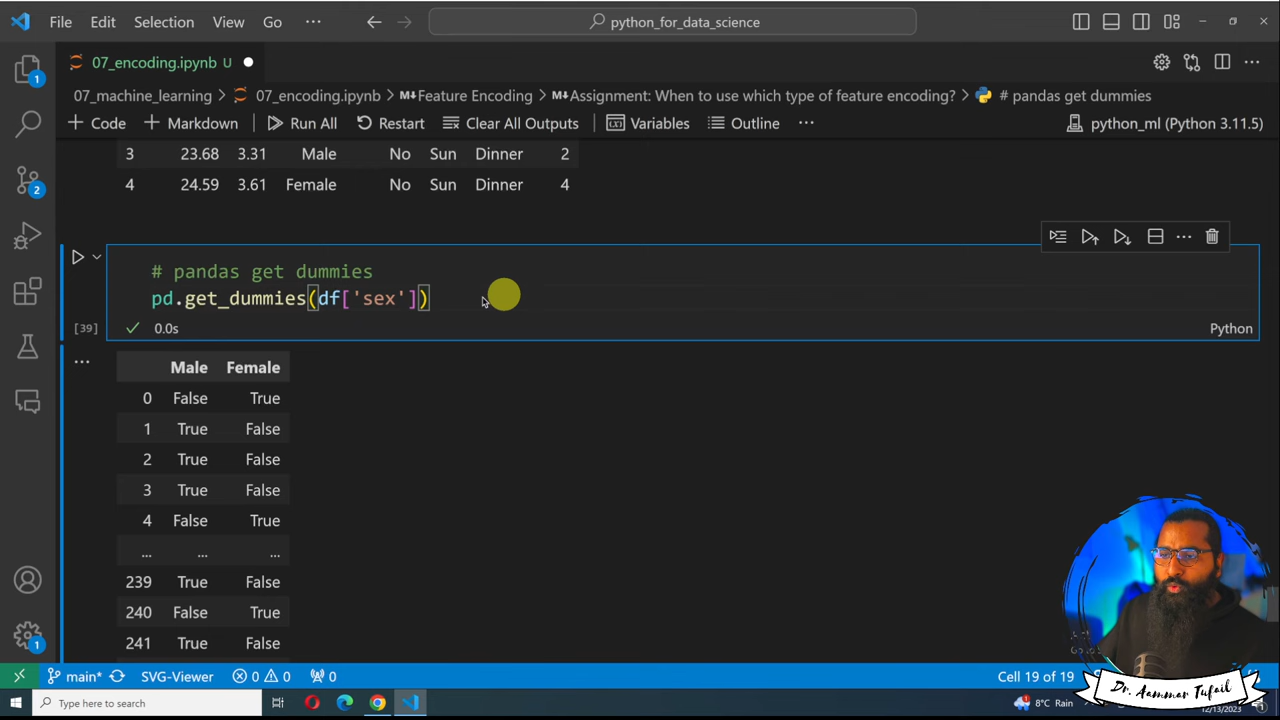 File Edit Selection View Go ··· python_for_data_science
07_encoding.ipynb U
07_machine_learning > 07_encoding.ipynb > Feature Encoding > Assignment: When to use which type of feature encoding? > # pandas get dummies
+ Code + Markdown Run All Restart Clear All Outputs Variables Outline ··· python_ml (Python 3.11.5)
3 23.68 3.31 Male No Sun Dinner 2
4 24.59 3.61 Female No Sun Dinner 4
# pandas get dummies
pd.get_dummies(df['sex'])
[39] 0.0s Python
Male Female
0 False True
1 True False
2 True False
3 True False
4 False True
... ... ...
239 True False
240 False True
241 True False
main* SVG-Viewer 0 0 0 Cell 19 of 19
Type here to search 8°C Rain
Dr. Aammar Tufail
12/13/2023